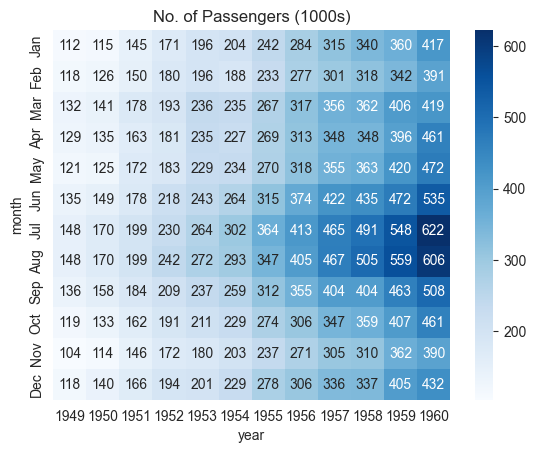 No. of Passengers (1000s)
Jan 112 115 145 171 196 204 242 284 315 340 360 417
Feb 118 126 150 180 196 188 233 277 301 318 342 391
Mar 132 141 178 193 236 235 267 317 356 362 406 419
Apr 129 135 163 181 235 227 269 313 348 348 396 461
May 121 125 172 183 229 234 270 318 355 363 420 472
Jun 135 149 178 218 243 264 315 374 422 435 472 535
Jul 148 170 199 230 264 302 364 413 465 491 548 622
Aug 148 170 199 242 272 293 347 405 467 505 559 606
Sep 136 158 184 209 237 259 312 355 404 404 463 508
Oct 119 133 162 191 211 229 274 306 347 359 407 461
Nov 104 114 146 172 180 203 237 271 305 310 362 390
Dec 118 140 166 194 201 229 278 306 336 337 405 432
1949 1950 1951 1952 1953 1954 1955 1956 1957 1958 1959 1960
year
month
600
500
400
300
200